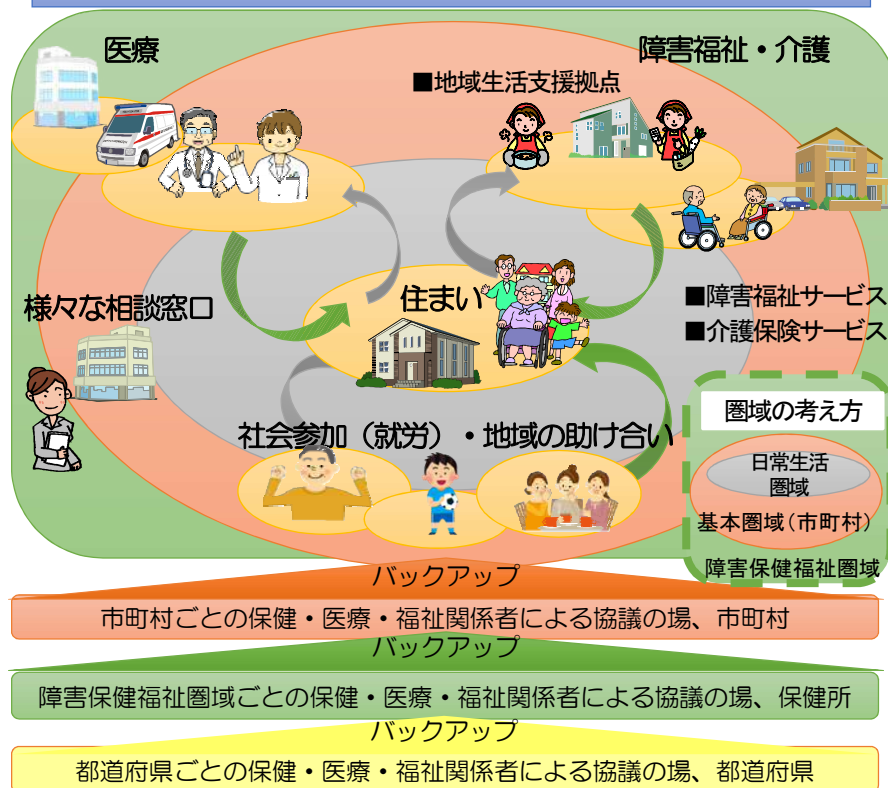 医療
障害福祉・介護
■地域生活支援拠点
住まい
様々な相談窓口
■障害福祉サービス
■介護保険サービス
社会参加（就労）・地域の助け合い
圏域の考え方
日常生活
圏域
基本圏域（市町村）
障害保健福祉圏域
バックアップ
市町村ごとの保健・医療・福祉関係者による協議の場、市町村
バックアップ
障害保健福祉圏域ごとの保健・医療・福祉関係者による協議の場、保健所
バックアップ
都道府県ごとの保健・医療・福祉関係者による協議の場、都道府県